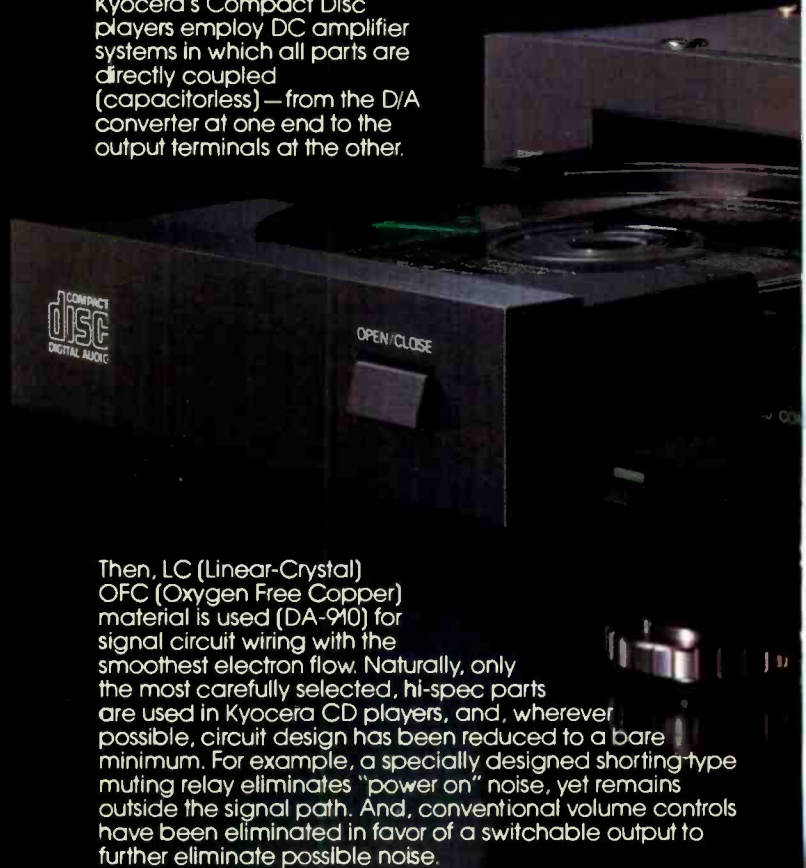 Kyocera's Compact Disc
players employ DC amplifier
systems in which all parts are
directly coupled
(capacitorless)—from the D/A
converter at one end to the
output terminals at the other.
COMPACT
disc
DIGITAL AUDIO
OPEN/CLOSE
Then, LC (Linear-Crystal)
OFC (Oxygen Free Copper)
material is used (DA-910) for
signal circuit wiring with the
smoothest electron flow. Naturally, only
the most carefully selected, hi-spec parts
are used in Kyocera CD players, and, wherever
possible, circuit design has been reduced to a bare
minimum. For example, a specially designed shorting-type
muting relay eliminates "power on" noise, yet remains
outside the signal path. And, conventional volume controls
have been eliminated in favor of a switchable output to
further eliminate possible noise.